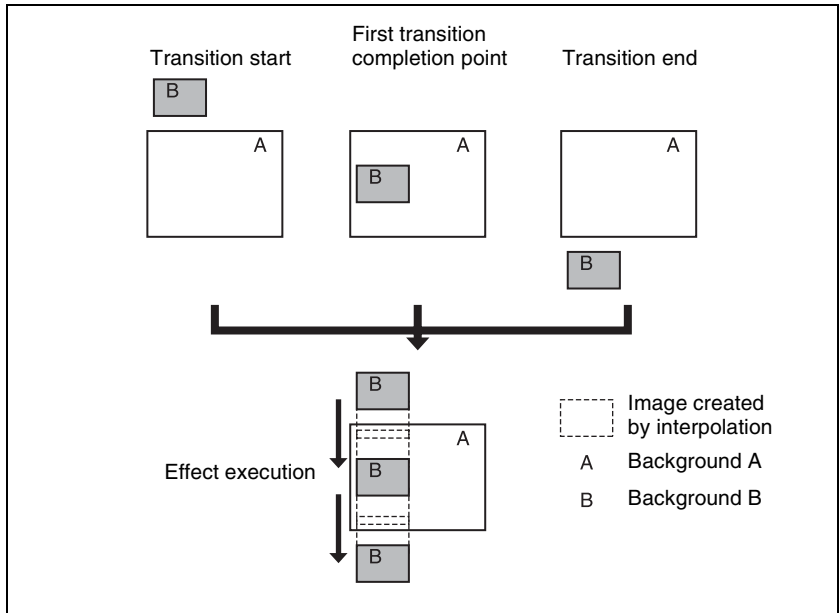 Transition start
First transition
completion point
Transition end
B
A
B
A
A
B
B
A
B
B
Effect execution
Image created
by interpolation
A Background A
B Background B